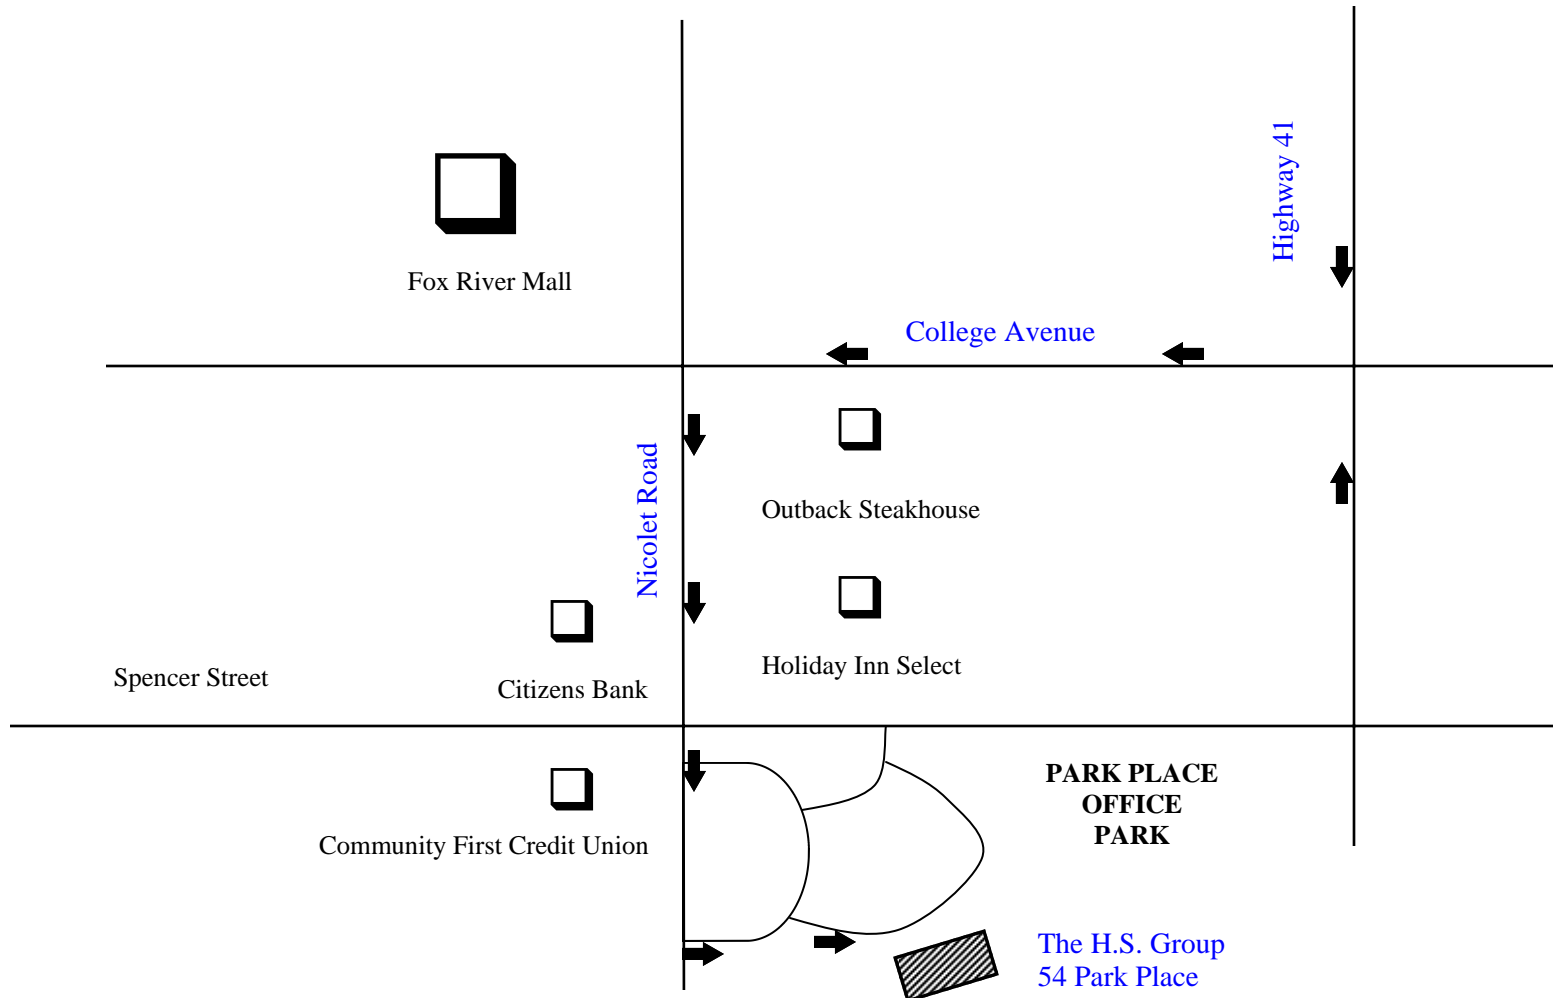 Highway 41
Fox River Mall
College Avenue
Nicolet Road
Outback Steakhouse
Holiday Inn Select
Spencer Street
Citizens Bank
PARK PLACE
OFFICE
PARK
Community First Credit Union
The H.S. Group
54 Park Place